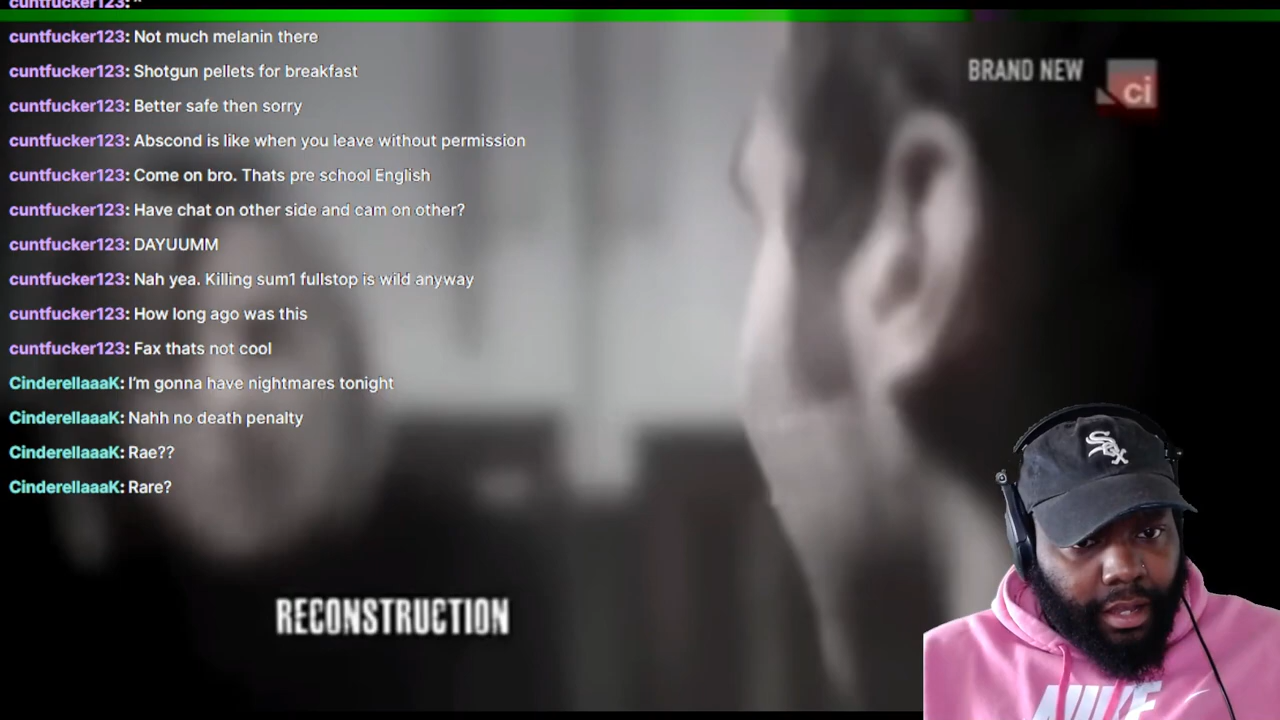 cuntfucker123: Not much melanin there
cuntfucker123: Shotgun pellets for breakfast
cuntfucker123: Better safe then sorry
cuntfucker123: Abscond is like when you leave without permission
cuntfucker123: Come on bro. Thats pre school English
cuntfucker123: Have chat on other side and cam on other?
cuntfucker123: DAYUUMM
cuntfucker123: Nah yea. Killing sum1 fullstop is wild anyway
cuntfucker123: How long ago was this
cuntfucker123: Fax thats not cool
CinderellaaaK: I'm gonna have nightmares tonight
CinderellaaaK: Nahh no death penalty
CinderellaaaK: Rae??
CinderellaaaK: Rare?
BRAND NEW
ci
RECONSTRUCTION
Sox
NIKE